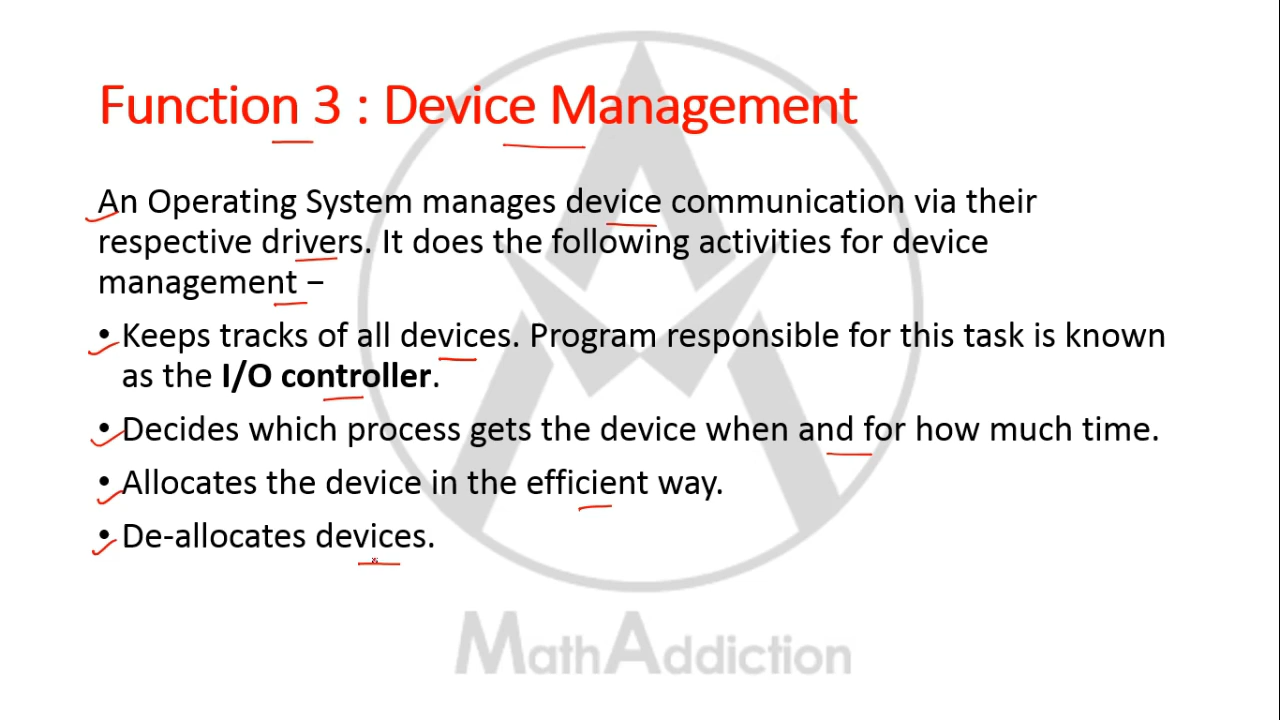 Function 3 : Device Management
An Operating System manages device communication via their
respective drivers. It does the following activities for device
management −
• Keeps tracks of all devices. Program responsible for this task is known
as the I/O controller.
• Decides which process gets the device when and for how much time.
• Allocates the device in the efficient way.
• De-allocates devices.
MathAddiction